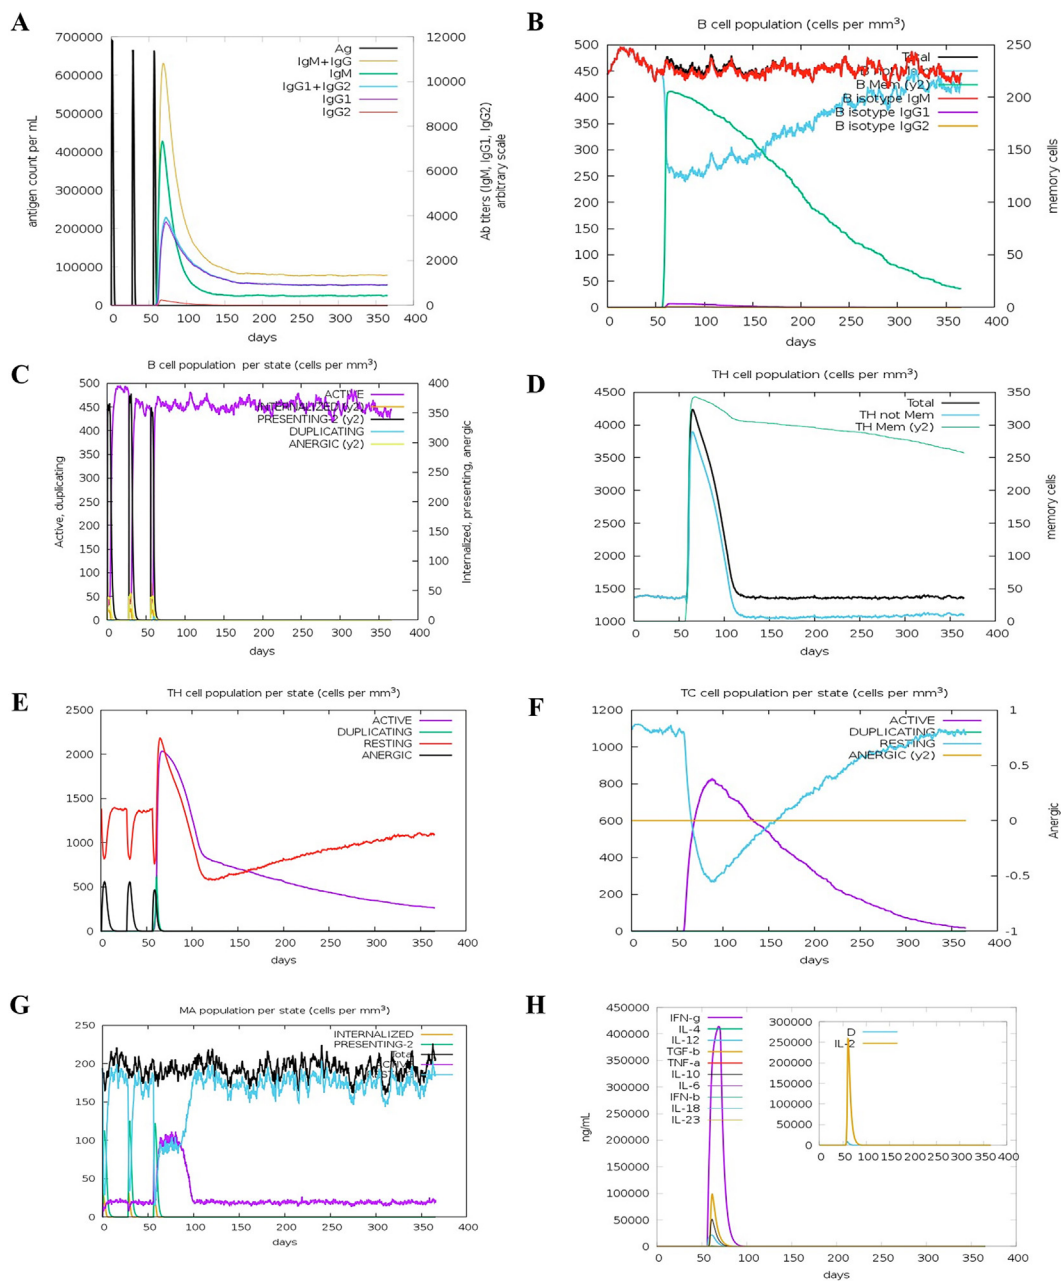 A
700000
600000
500000
400000
300000
200000
100000
0
antigen count per mL
12000
10000
8000
6000
4000
2000
0
Ab titers (IgM, IgG1, IgG2)
arbitrary scale
Ag
IgM+IgG
IgM
IgG1+IgG2
IgG1
IgG2
0 50 100 150 200 250 300 350 400
days
B
B cell population (cells per mm³)
500
450
400
350
300
250
200
150
100
50
0
250
200
150
100
50
0
memory cells
Total
B not Mem
B Mem (y2)
B isotype IgM
B isotype IgG1
B isotype IgG2
0 50 100 150 200 250 300 350 400
days
C
B cell population per state (cells per mm³)
500
450
400
350
300
250
200
150
100
50
0
Active, duplicating
400
350
300
250
200
150
100
50
0
Internalized, presenting, anergic
ACTIVE
INTERNALIZED (y2)
PRESENTING-2 (y2)
DUPLICATING
ANERGIC (y2)
0 50 100 150 200 250 300 350 400
days
D
TH cell population (cells per mm³)
4500
4000
3500
3000
2500
2000
1500
1000
350
300
250
200
150
100
50
0
memory cells
Total
TH not Mem
TH Mem (y2)
0 50 100 150 200 250 300 350 400
days
E
TH cell population per state (cells per mm³)
2500
2000
1500
1000
500
0
ACTIVE
DUPLICATING
RESTING
ANERGIC
0 50 100 150 200 250 300 350 400
days
F
TC cell population per state (cells per mm³)
1200
1000
800
600
400
200
0
1
0.5
0
-0.5
-1
Anergic
ACTIVE
DUPLICATING
RESTING
ANERGIC (y2)
0 50 100 150 200 250 300 350 400
days
G
MA population per state (cells per mm³)
250
200
150
100
50
0
INTERNALIZED
PRESENTING-2
Total
0 50 100 150 200 250 300 350 400
days
H
450000
400000
350000
300000
250000
200000
150000
100000
50000
0
ng/mL
IFN-g
IL-4
IL-12
TGF-b
TNF-a
IL-10
IL-6
IFN-b
IL-18
IL-23
300000
250000
200000
150000
100000
50000
0
D
IL-2
0 50 100 150 200 250 300 350 400
0 50 100 150 200 250 300 350 400
days